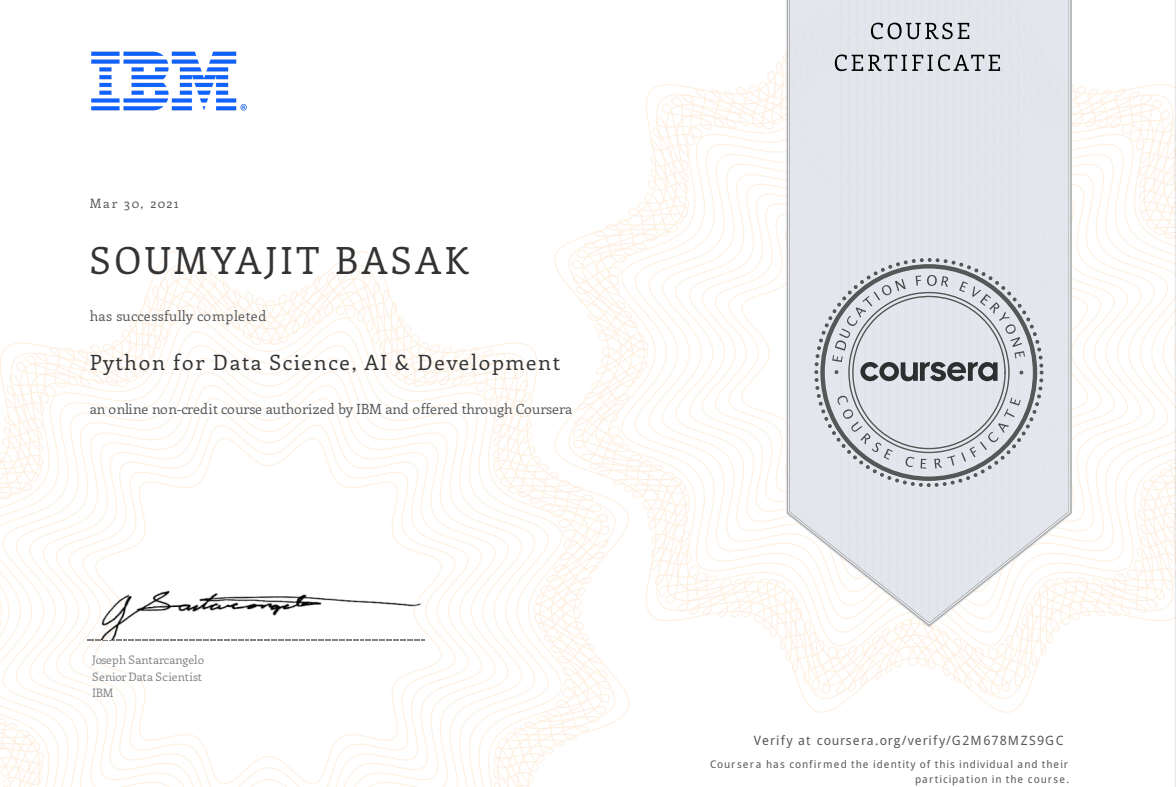 COURSE
CERTIFICATE
IBM®
Mar 30, 2021
SOUMYAJIT BASAK
has successfully completed
Python for Data Science, AI & Development
an online non-credit course authorized by IBM and offered through Coursera
EDUCATION FOR EVERYONE
coursera
COURSE CERTIFICATE
J Santarcangelo
Joseph Santarcangelo
Senior Data Scientist
IBM
Verify at coursera.org/verify/G2M678MZS9GC
Coursera has confirmed the identity of this individual and their
participation in the course.